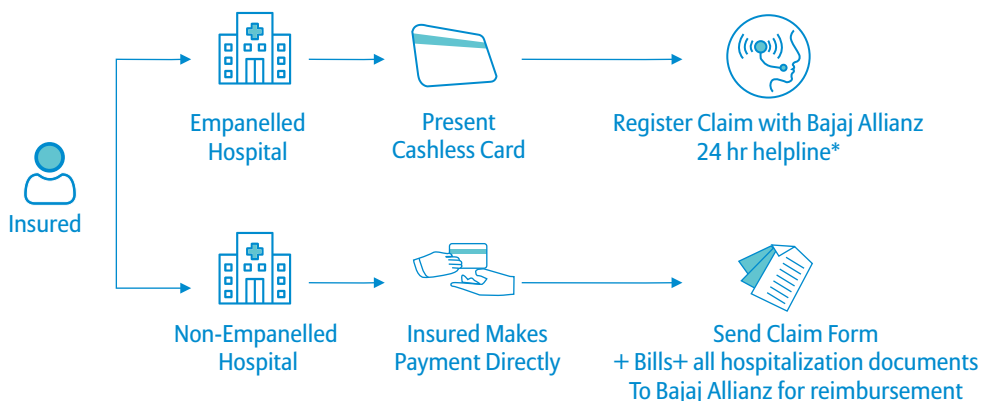 Empanelled
Hospital
Present
Cashless Card
Register Claim with Bajaj Allianz
24 hr helpline*
Insured
Non-Empanelled
Hospital
Insured Makes
Payment Directly
Send Claim Form
+ Bills+ all hospitalization documents
To Bajaj Allianz for reimbursement